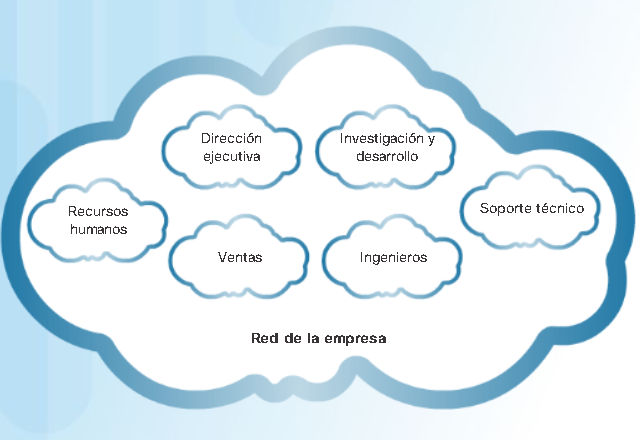 Dirección
ejecutiva
Investigación y
desarrollo
Recursos
humanos
Soporte técnico
Ventas
Ingenieros
Red de la empresa